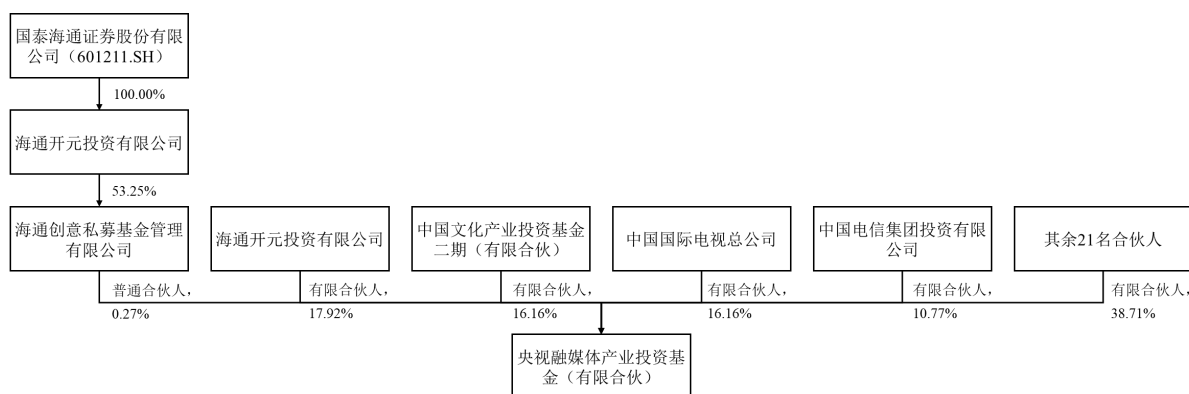 国泰海通证券股份有限
公司（601211.SH）
100.00%
海通开元投资有限公司
53.25%
海通创意私募基金管理
有限公司
海通开元投资有限公司
中国文化产业投资基金
二期（有限合伙）
中国国际电视总公司
中国电信集团投资有限
公司
其余21名合伙人
普通合伙人，
0.27%
有限合伙人，
17.92%
有限合伙人，
16.16%
有限合伙人，
16.16%
有限合伙人，
10.77%
有限合伙人，
38.71%
央视融媒体产业投资基
金（有限合伙）